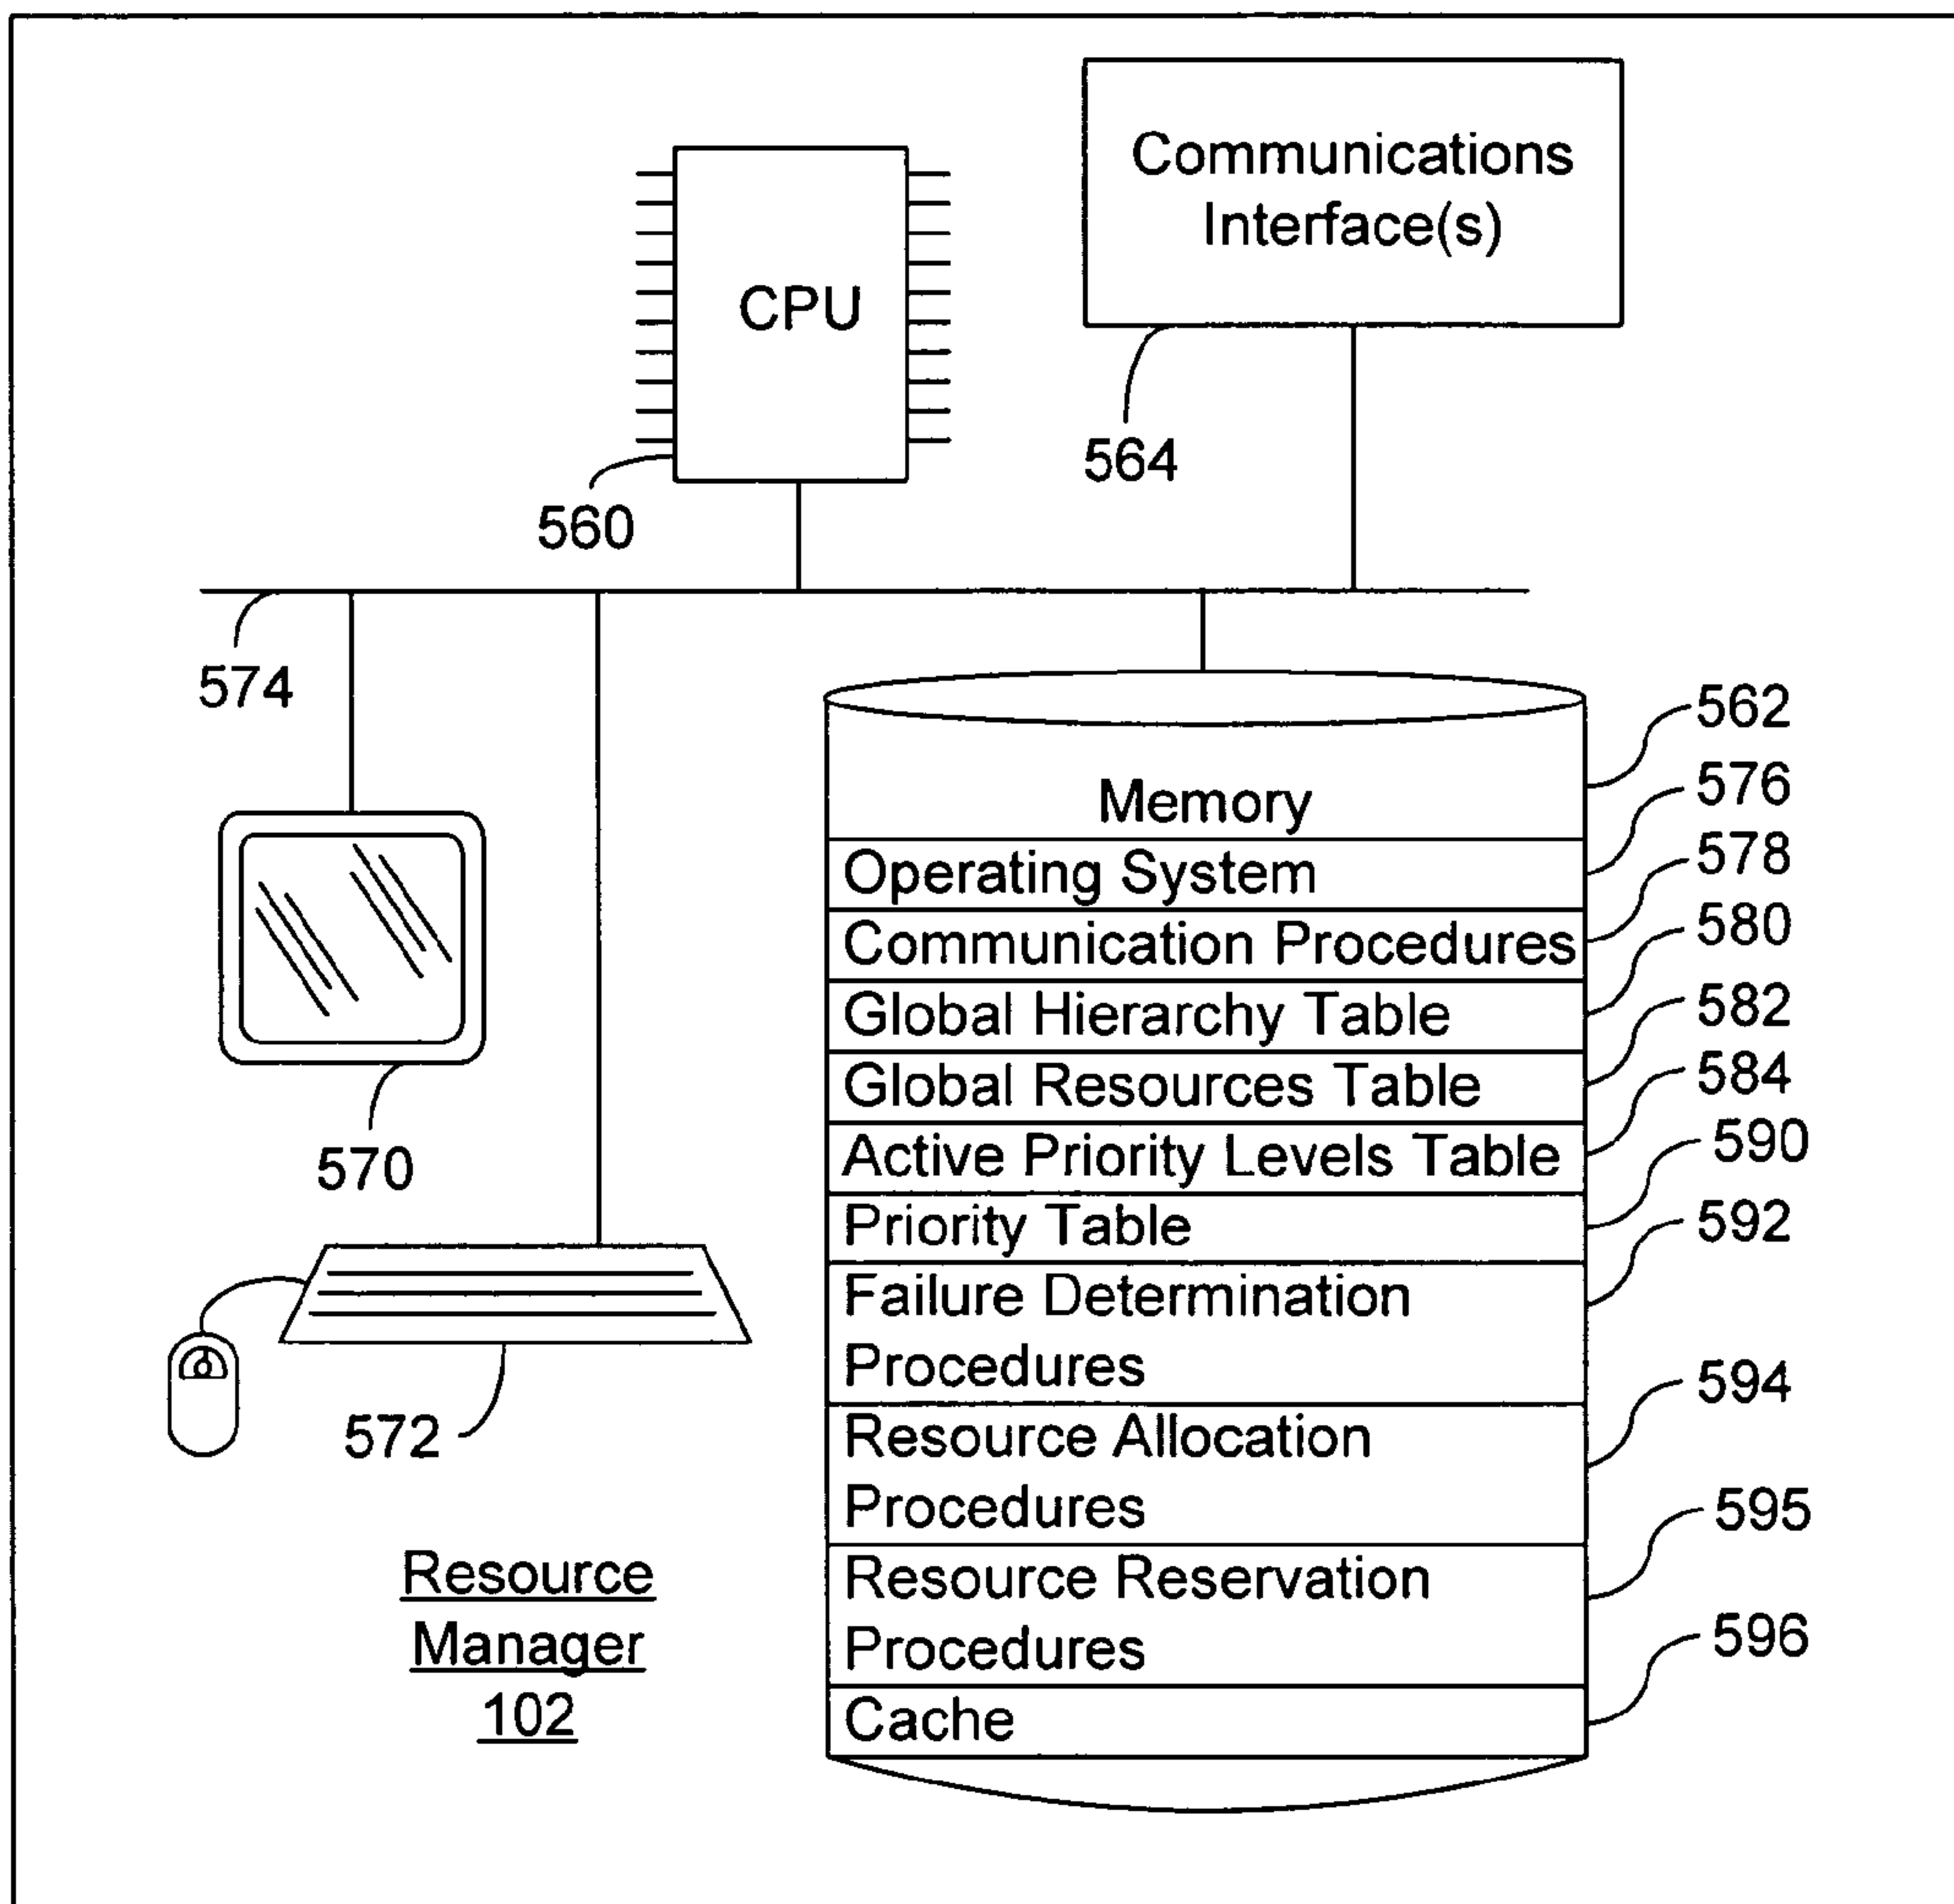 Communications
Interface(s)
CPU
564
560
574
562
Memory
576
Operating System
578
Communication Procedures
580
Global Hierarchy Table
582
Global Resources Table
584
Active Priority Levels Table
590
Priority Table
592
Failure Determination
Procedures
594
Resource Allocation
Procedures
595
Resource Reservation
Procedures
596
Cache
570
572
Resource
Manager
102